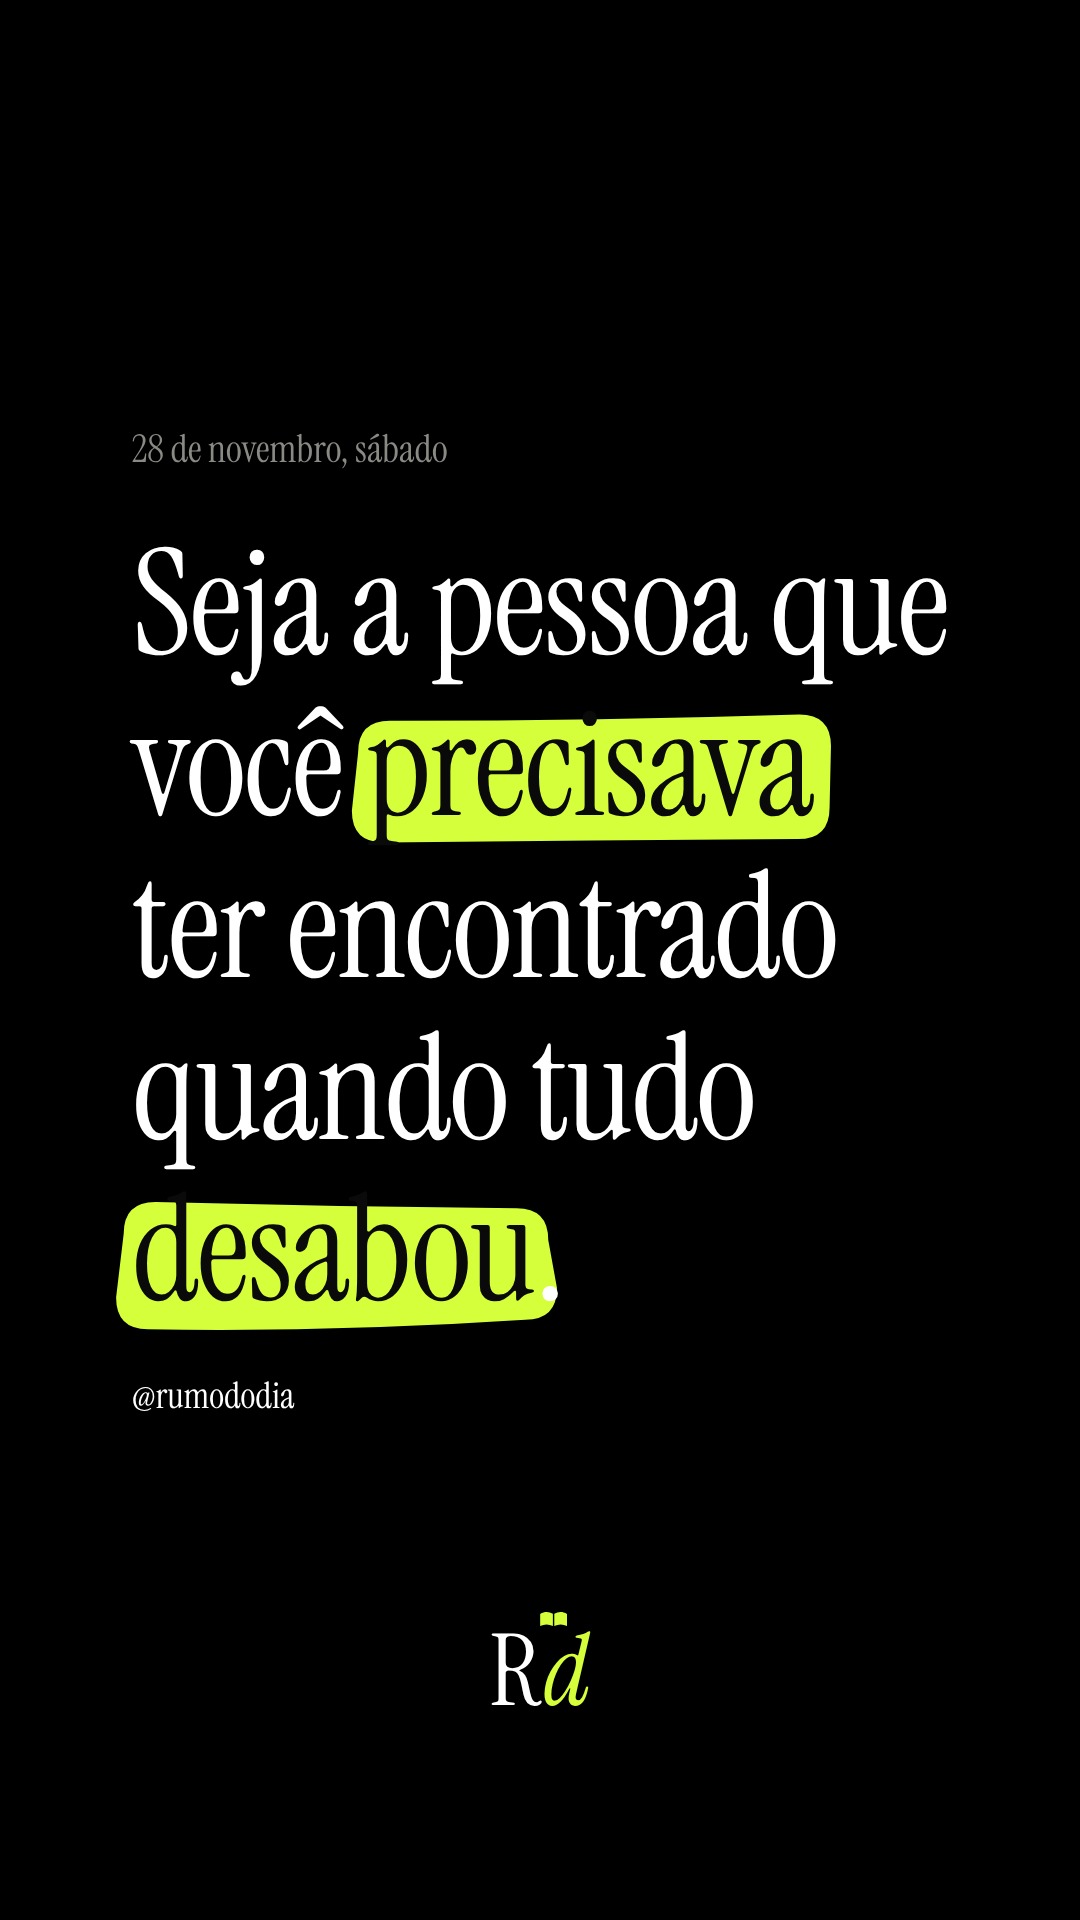 28 de novembro, sábado
Seja a pessoa que
você precisava
ter encontrado
quando tudo
desabou.
@rumododia
Rd